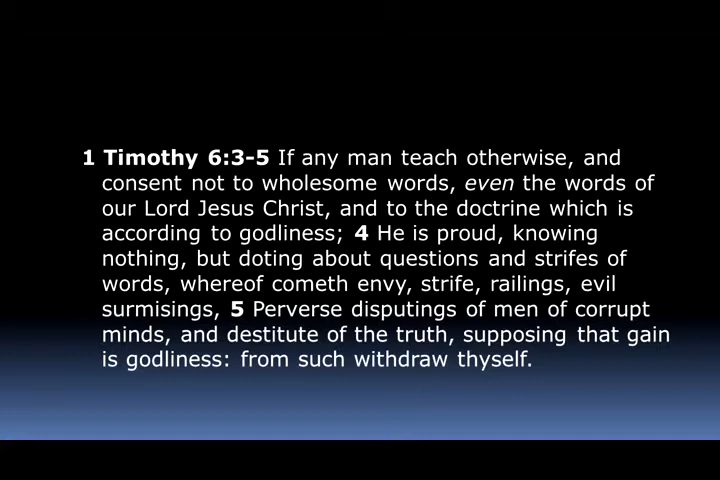 1 Timothy 6:3-5 If any man teach otherwise, and
consent not to wholesome words, even the words of
our Lord Jesus Christ, and to the doctrine which is
according to godliness; 4 He is proud, knowing
nothing, but doting about questions and strifes of
words, whereof cometh envy, strife, railings, evil
surmisings, 5 Perverse disputings of men of corrupt
minds, and destitute of the truth, supposing that gain
is godliness: from such withdraw thyself.